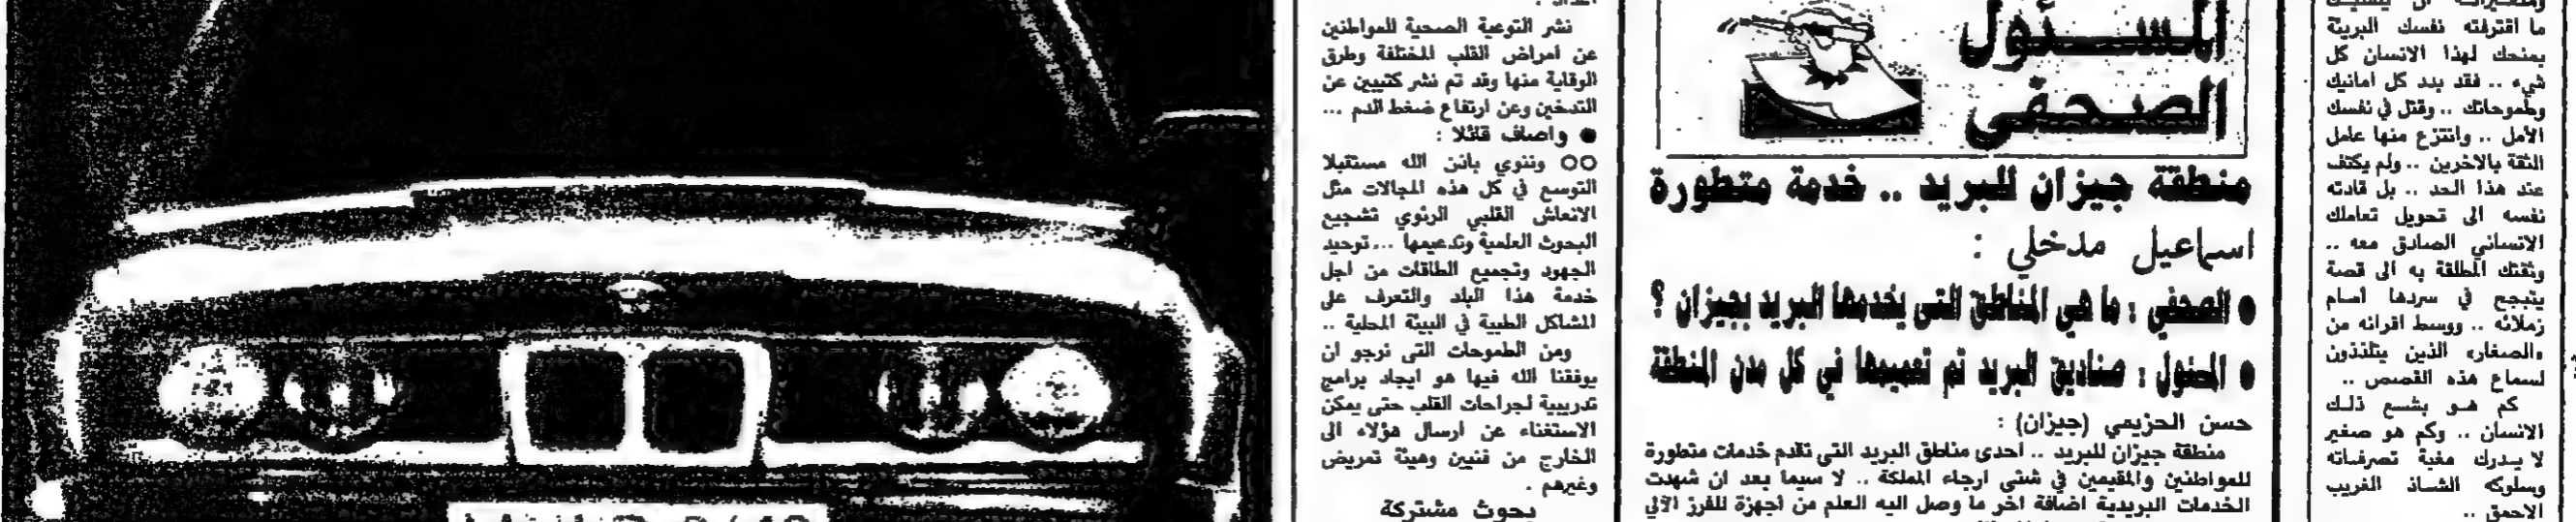 ما اقترفته نفسك البريئة
يمنحك لهذا الانسان كل
شيء .. فقد بدد كل امانيك
وطموحاتك .. وقتل في نفسك
الأمل .. وانتزع منها عامل
الثقة بالاخرين .. ولم يكتف
عند هذا الحد .. بل قادته
نفسه الى تحويل تعاملك
الانساني الصادق معه ..
وثقتك المطلقة به الى قصة
يتبجح في سردها امام
زملائه .. ووسط اقرانه من
«الصغار» الذين يتلذذون
لسماع هذه القصص ..
كم هو بشع ذلك
الانسان .. وكم هو صغير
لا يدرك مغبة تصرفاته
وسلوكه الشاذ الغريب
الاحمق ..
المسئول
الصحفي
منطقة جيزان للبريد .. خدمة متطورة
اسماعيل مدخلي :
● الصحفي : ما هي المناطق التي يخدمها البريد بجيزان ؟
● المسئول : صناديق البريد تم تعميمها في كل مدن المنطقة
حسن الحزيمي (جيزان) :
منطقة جيزان للبريد .. احدى مناطق البريد التي تقدم خدمات متطورة
للمواطنين والمقيمين في شتى ارجاء المملكة .. لا سيما بعد ان شهدت
الخدمات البريدية اضافة اخر ما وصل اليه العلم من اجهزة للفرز الآلي
نشر التوعية الصحية للمواطنين
عن امراض القلب المختلفة وطرق
الوقاية منها وقد تم نشر كتيبين عن
التدخين وعن ارتفاع ضغط الدم ...
● واضاف قائلا :
○○ وننوي باذن الله مستقبلا
التوسع في كل هذه المجالات مثل
الانعاش القلبي الرئوي تشجيع
البحوث العلمية وتدعيمها ... توحيد
الجهود وتجميع الطاقات من اجل
خدمة هذا البلد والتعرف على
المشاكل الطبية في البيئة المحلية ..
ومن الطموحات التي نرجو ان
يوفقنا الله فيها هو ايجاد برامج
تدريبية لجراحات القلب حتى يمكن
الاستغناء عن ارسال هؤلاء الى
الخارج من فنيين وهيئة تمريض
وغيرهم .
بحوث مشتركة